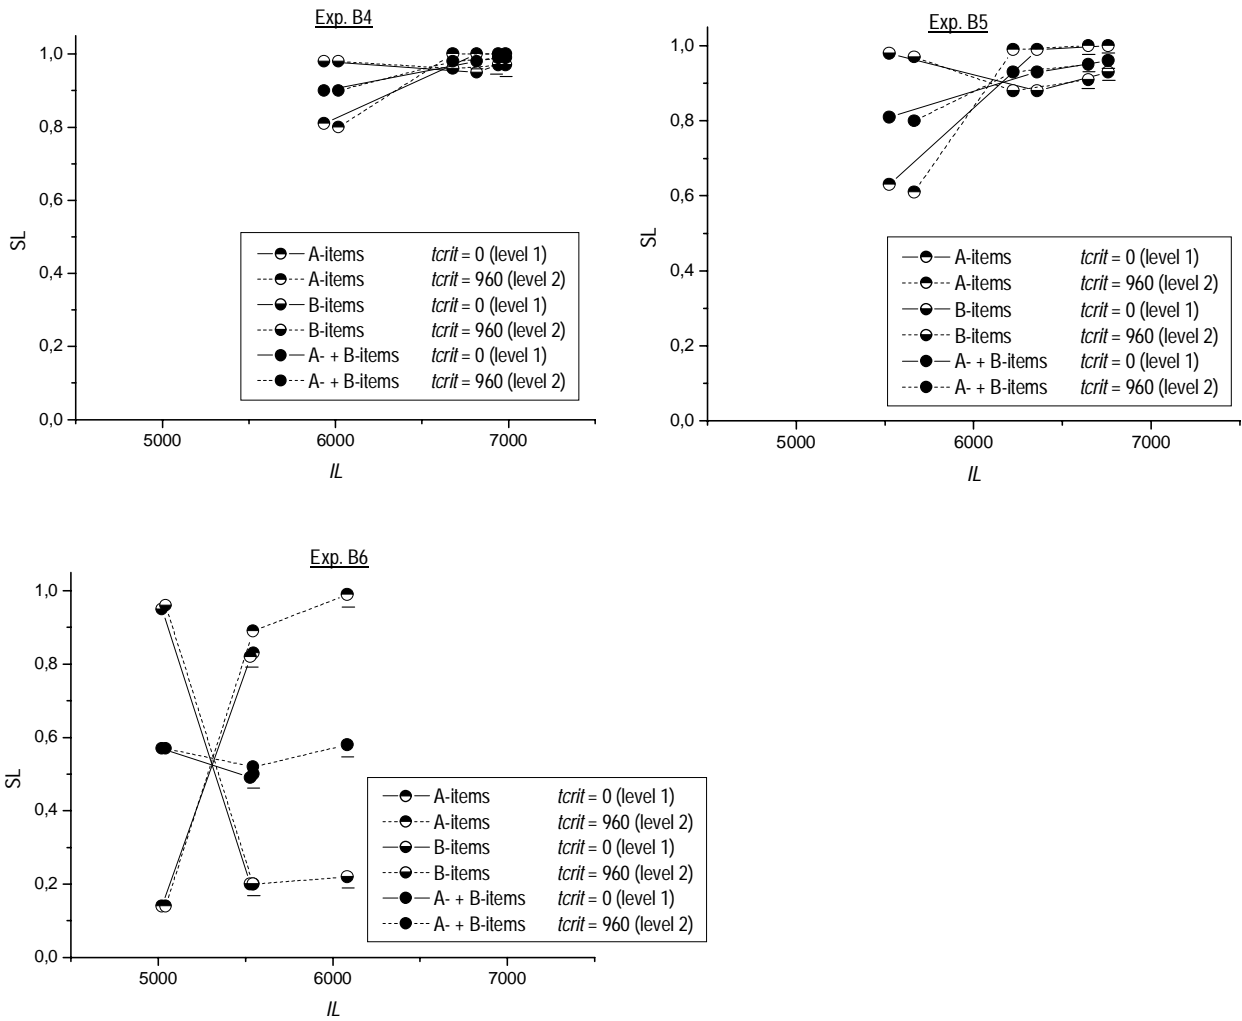 Exp. B4
1,0
0,8
0,6
0,4
0,2
0,0
SL
5000 6000 7000
IL
A-items tcrit = 0 (level 1)
A-items tcrit = 960 (level 2)
B-items tcrit = 0 (level 1)
B-items tcrit = 960 (level 2)
A- + B-items tcrit = 0 (level 1)
A- + B-items tcrit = 960 (level 2)
Exp. B5
1,0
0,8
0,6
0,4
0,2
0,0
SL
5000 6000 7000
IL
A-items tcrit = 0 (level 1)
A-items tcrit = 960 (level 2)
B-items tcrit = 0 (level 1)
B-items tcrit = 960 (level 2)
A- + B-items tcrit = 0 (level 1)
A- + B-items tcrit = 960 (level 2)
Exp. B6
1,0
0,8
0,6
0,4
0,2
0,0
SL
5000 6000 7000
IL
A-items tcrit = 0 (level 1)
A-items tcrit = 960 (level 2)
B-items tcrit = 0 (level 1)
B-items tcrit = 960 (level 2)
A- + B-items tcrit = 0 (level 1)
A- + B-items tcrit = 960 (level 2)